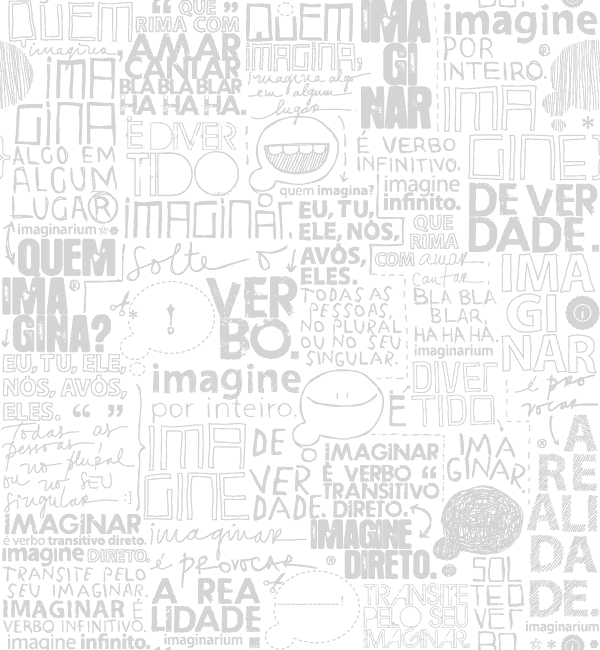 QUEM
imagina,
IMA
GINA
ALGO EM
ALGUM
LUGAR
imaginarium
QUEM
IMA®
GINA?
EU, TU, ELE,
NÓS, AVÓS,
ELES. “ ”
Todas as
pessoas
no plural
ou no seu
singular.
IMAGINAR
é verbo transitivo direto.
imagine DIRETO.
TRANSITE PELO
SEU IMAGINAR.
IMAGINAR É
VERBO INFINITIVO.
imagine infinito.
“ QUE ”
RIMA COM
AMAR
CANTAR
BLA BLA BLAR
HA HA HA.
É DIVER
TIDO
IMAGINAR.
Solte o
VER
BO.
!
imagine
por inteiro.
IMA
GINE
DE
VER
DADE.
imaginar
é provocar
A REA
LIDADE
imaginarium
QUEM
IMAGINA,
imagina algo
em algum
lugar
quem imagina?
EU, TU,
ELE, NÓS,
AVÓS,
ELES.
TODAS AS
PESSOAS,
NO PLURAL
OU NO SEU
SINGULAR.
IMA
GI
NAR
É VERBO
INFINITIVO.
imagine
infinito.
QUE
RIMA
COM amar
cantar
BLA BLA
BLAR,
HA HA HA.
imaginarium
É
DIVER
TIDO
IMAGINAR
É VERBO “
TRANSITIVO
DIRETO.
IMAGINE
DIRETO.
®
TRANSITE
PELO SEU
IMAGINAR
imagine
POR
INTEIRO.
®
IMA
GINE
DE VER
DADE.
IMA
GI
NAR
i
é pro
vocar
®
A
RE
ALI
DA
DE.
imaginarium
IMA
GINAR
SOL
TE O
VER
BO